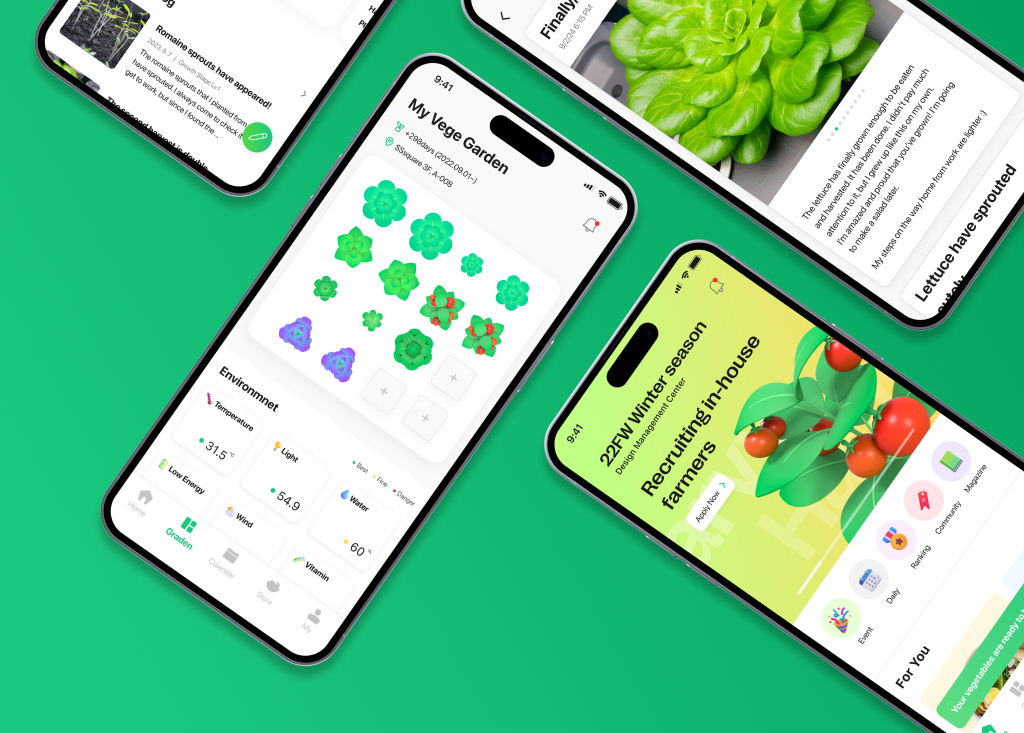 og
Romaine sprouts have appeared!
2023.5.7 | Growth Stage Lv.1
The romaine sprouts that I planted from
have sprouted. I always come to check it
get to work, but since I found the ...
The second harvest is double
9:41
My Vege Garden
+298days (2022.09.01~)
SSsquare 3F. A-008
Environmnet
Best
Fine
Danger
Temperature
31.5 °C
Light
54.9
Water
60 %
Low Energy
Wind
Vitamin
Home
Graden
Calendar
Store
My
Finally,
9/2/24 6:15 PM
The lettuce has finally grown enough to be eaten
and harvested. It has been done. I didn't pay much
attention to it, but I grew up like this on my own.
I'm amazed and proud that you've grown! I'm going
to make a salad later.
My steps on the way home from work are lighter :)
Lettuce have sprouted
9:41
22FW Winter season
Design Management Center
Recruiting in-house
farmers
Apply Now
Event
Daily
Ranking
Community
Magazine
For You
Your vegetables are ready to